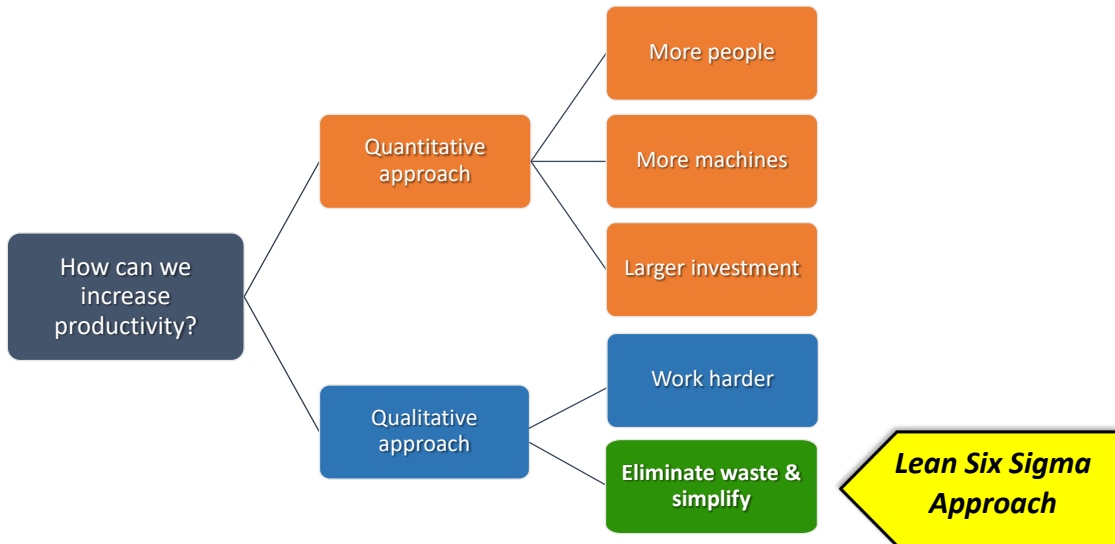 More people
Quantitative
approach
More machines
Larger investment
How can we
increase
productivity?
Work harder
Qualitative
approach
Eliminate waste &
simplify
Lean Six Sigma
Approach